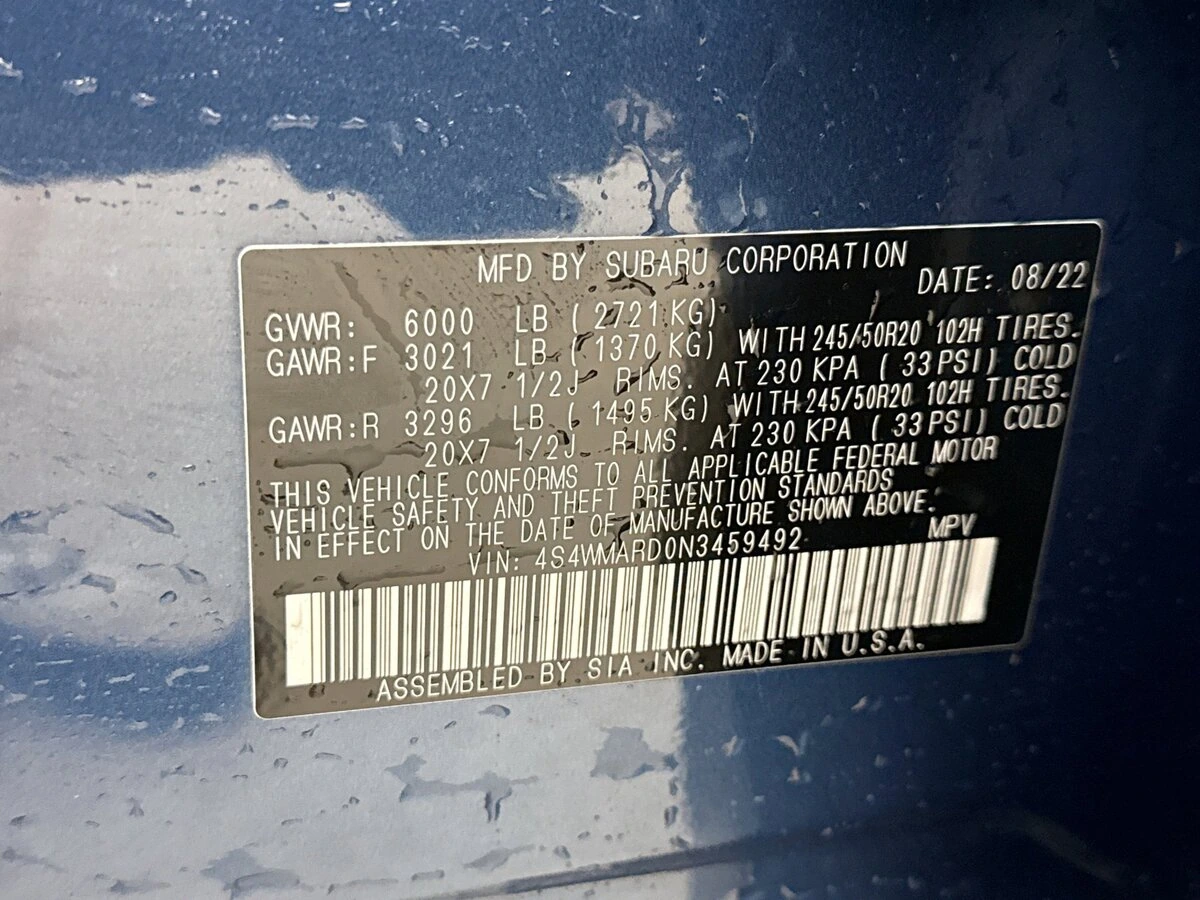 MFD BY SUBARU CORPORATION
DATE: 08/22
GVWR: 6000 LB ( 2721 KG)
GAWR:F 3021 LB ( 1370 KG) WITH 245/50R20 102H TIRES.
20X7 1/2J RIMS. AT 230 KPA ( 33 PSI) COLD
GAWR:R 3296 LB ( 1495 KG) WITH 245/50R20 102H TIRES.
20X7 1/2J RIMS. AT 230 KPA ( 33 PSI) COLD
THIS VEHICLE CONFORMS TO ALL APPLICABLE FEDERAL MOTOR
VEHICLE SAFETY AND THEFT PREVENTION STANDARDS
IN EFFECT ON THE DATE OF MANUFACTURE SHOWN ABOVE.
VIN: 4S4WMARD0N3459492 MPV
ASSEMBLED BY SIA INC. MADE IN U.S.A.